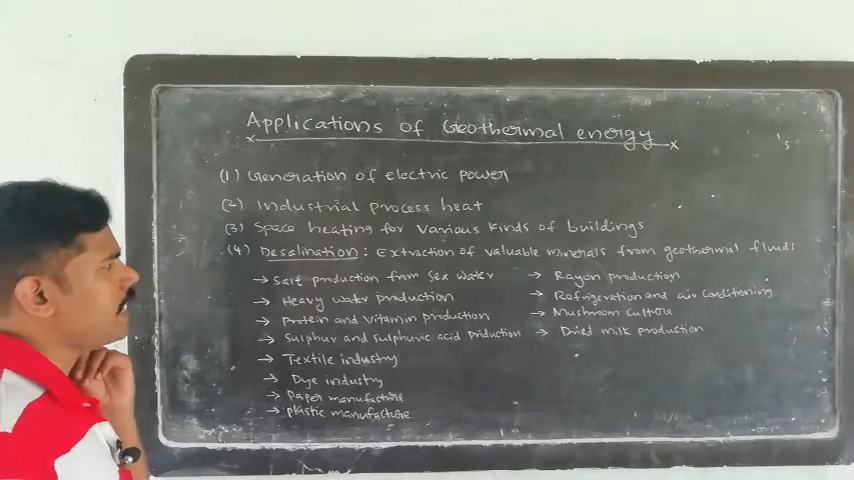 Applications of Geothermal energy
(1) Generation of electric power
(2) Industrial process heat
(3) Space heating for various kinds of buildings
(4) Desalination : Extraction of valuable minerals from geothermal fluids
→ Salt production from Sea water
→ Heavy water production
→ Protein and Vitamin production
→ Sulphur and sulphuric acid production
→ Textile industry
→ Dye industry
→ Paper manufacture
→ plastic manufacture
→ Rayon production
→ Refrigeration and air conditioning
→ Mushroom culture
→ Dried milk production